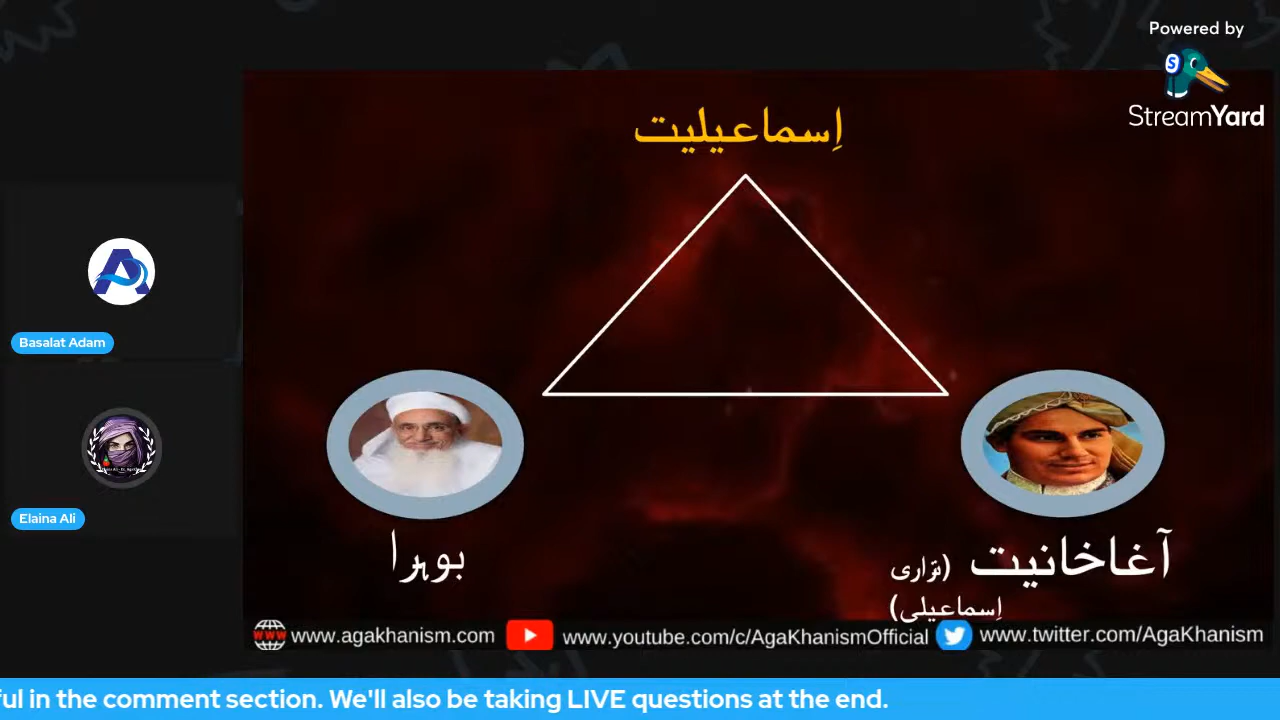 Powered by
StreamYard
اِسماعیلیت
Basalat Adam
Elaina Ali
بوہرا
آغاخانیت (نزاری
اِسماعیلی)
www.agakhanism.com
www.youtube.com/c/AgaKhanismOfficial
www.twitter.com/AgaKhanism
ful in the comment section. We'll also be taking LIVE questions at the end.